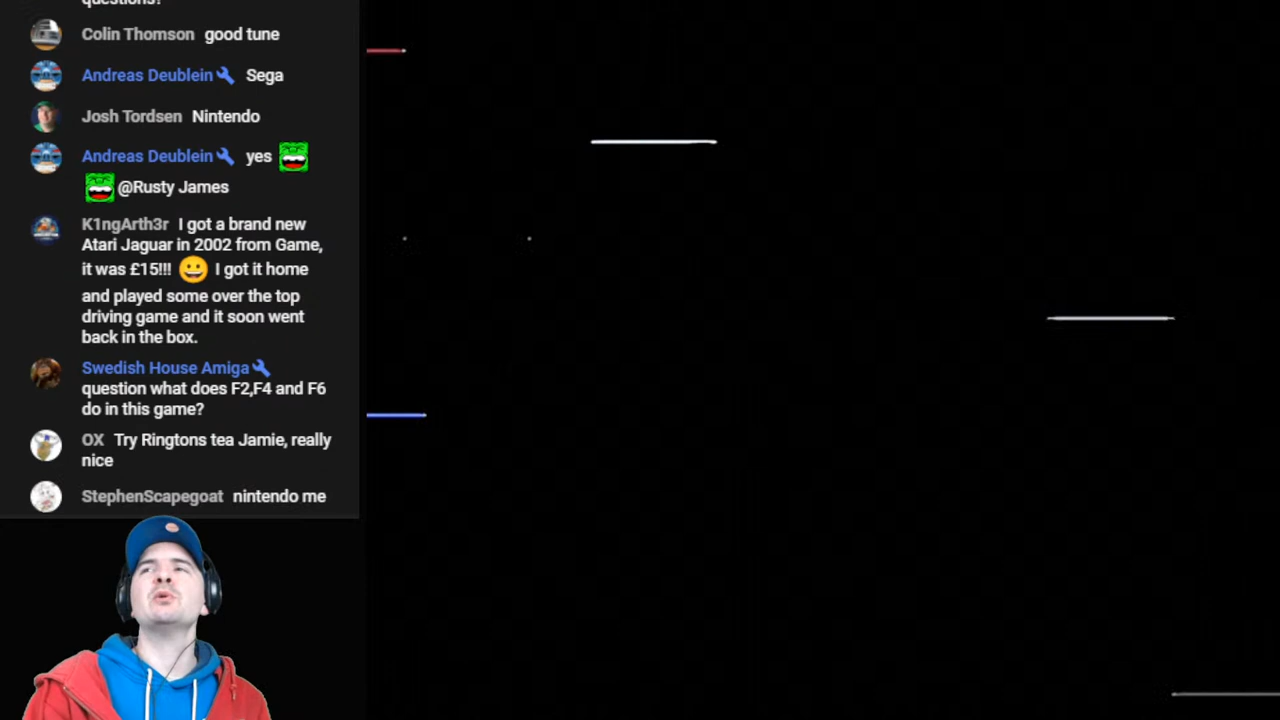 questions?
Colin Thomson good tune
Andreas Deublein Sega
Josh Tordsen Nintendo
Andreas Deublein yes
@Rusty James
K1ngArth3r I got a brand new
Atari Jaguar in 2002 from Game,
it was £15!!! I got it home
and played some over the top
driving game and it soon went
back in the box.
Swedish House Amiga
question what does F2,F4 and F6
do in this game?
OX Try Ringtons tea Jamie, really
nice
StephenScapegoat nintendo me